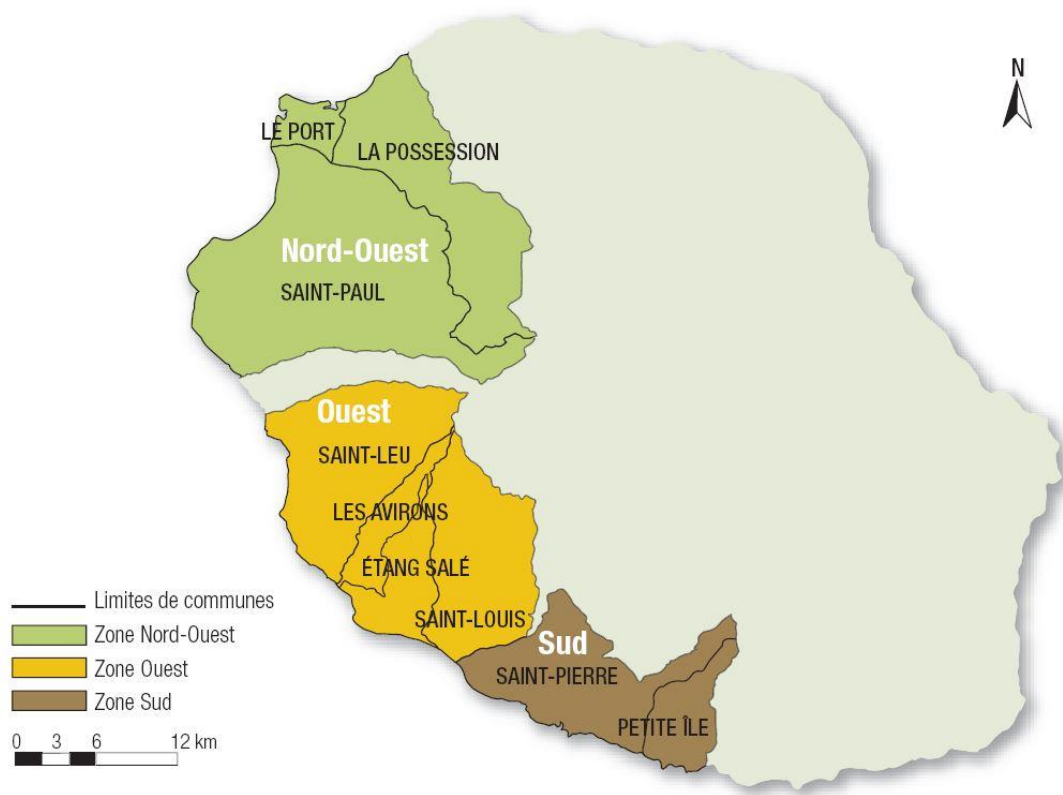 N
LE PORT
LA POSSESSION
Nord-Ouest
SAINT-PAUL
Ouest
SAINT-LEU
LES AVIRONS
ÉTANG SALÉ
SAINT-LOUIS
Sud
SAINT-PIERRE
PETITE ÎLE
Limites de communes
Zone Nord-Ouest
Zone Ouest
Zone Sud
0 3 6 12 km